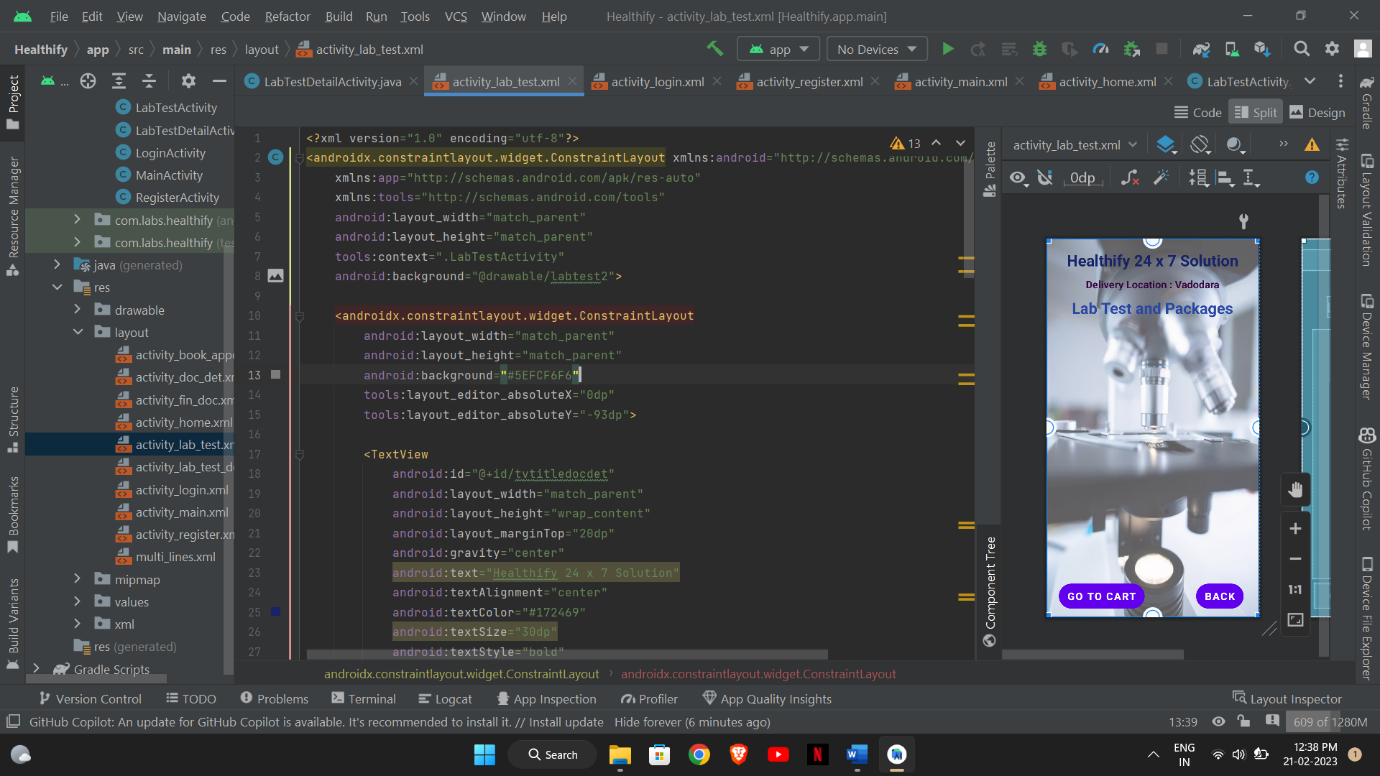 File Edit View Navigate Code Refactor Build Run Tools VCS Window Help Healthify - activity_lab_test.xml [Healthify.app.main]
Healthify app src main res layout activity_lab_test.xml app No Devices
Project
... LabTestDetailActivity.java activity_lab_test.xml activity_login.xml activity_register.xml activity_main.xml activity_home.xml LabTestActivity.
Gradle
Code Split Design
LabTestActivity
LabTestDetailActiv
LoginActivity
MainActivity
RegisterActivity
com.labs.healthify (an
com.labs.healthify (te
java (generated)
res
drawable
layout
activity_book_app
activity_doc_det.xm
activity_fin_doc.xm
activity_home.xml
activity_lab_test.xm
activity_lab_test_d
activity_login.xml
activity_main.xml
activity_register.xm
multi_lines.xml
mipmap
values
xml
res (generated)
Gradle Scripts
Resource Manager
Structure
Bookmarks
Build Variants
13
1 <?xml version="1.0" encoding="utf-8"?>
2 <androidx.constraintlayout.widget.ConstraintLayout xmlns:android="http://schemas.android.com/
3 xmlns:app="http://schemas.android.com/apk/res-auto"
4 xmlns:tools="http://schemas.android.com/tools"
5 android:layout_width="match_parent"
6 android:layout_height="match_parent"
7 tools:context=".LabTestActivity"
8 android:background="@drawable/labtest2">
9
10 <androidx.constraintlayout.widget.ConstraintLayout
11 android:layout_width="match_parent"
12 android:layout_height="match_parent"
13 android:background="#5EFCF6F6"
14 tools:layout_editor_absoluteX="0dp"
15 tools:layout_editor_absoluteY="-93dp">
16
17 <TextView
18 android:id="@+id/tvtitledocdet"
19 android:layout_width="match_parent"
20 android:layout_height="wrap_content"
21 android:layout_marginTop="20dp"
22 android:gravity="center"
23 android:text="Healthify 24 x 7 Solution"
24 android:textAlignment="center"
25 android:textColor="#172469"
26 android:textSize="30dp"
27 android:textStyle="bold"
androidx.constraintlayout.widget.ConstraintLayout androidx.constraintlayout.widget.ConstraintLayout
Palette
Component Tree
activity_lab_test.xml
0dp
Healthify 24 x 7 Solution
Delivery Location : Vadodara
Lab Test and Packages
GO TO CART BACK
1:1
Attributes
Layout Validation
Device Manager
GitHub Copilot
Device File Explorer
Version Control TODO Problems Terminal Logcat App Inspection Profiler App Quality Insights Layout Inspector
GitHub Copilot: An update for GitHub Copilot is available. It's recommended to install it. // Install update Hide forever (6 minutes ago) 13:39 609 of 1280M
Search
ENG
IN
12:38 PM
21-02-2023
1